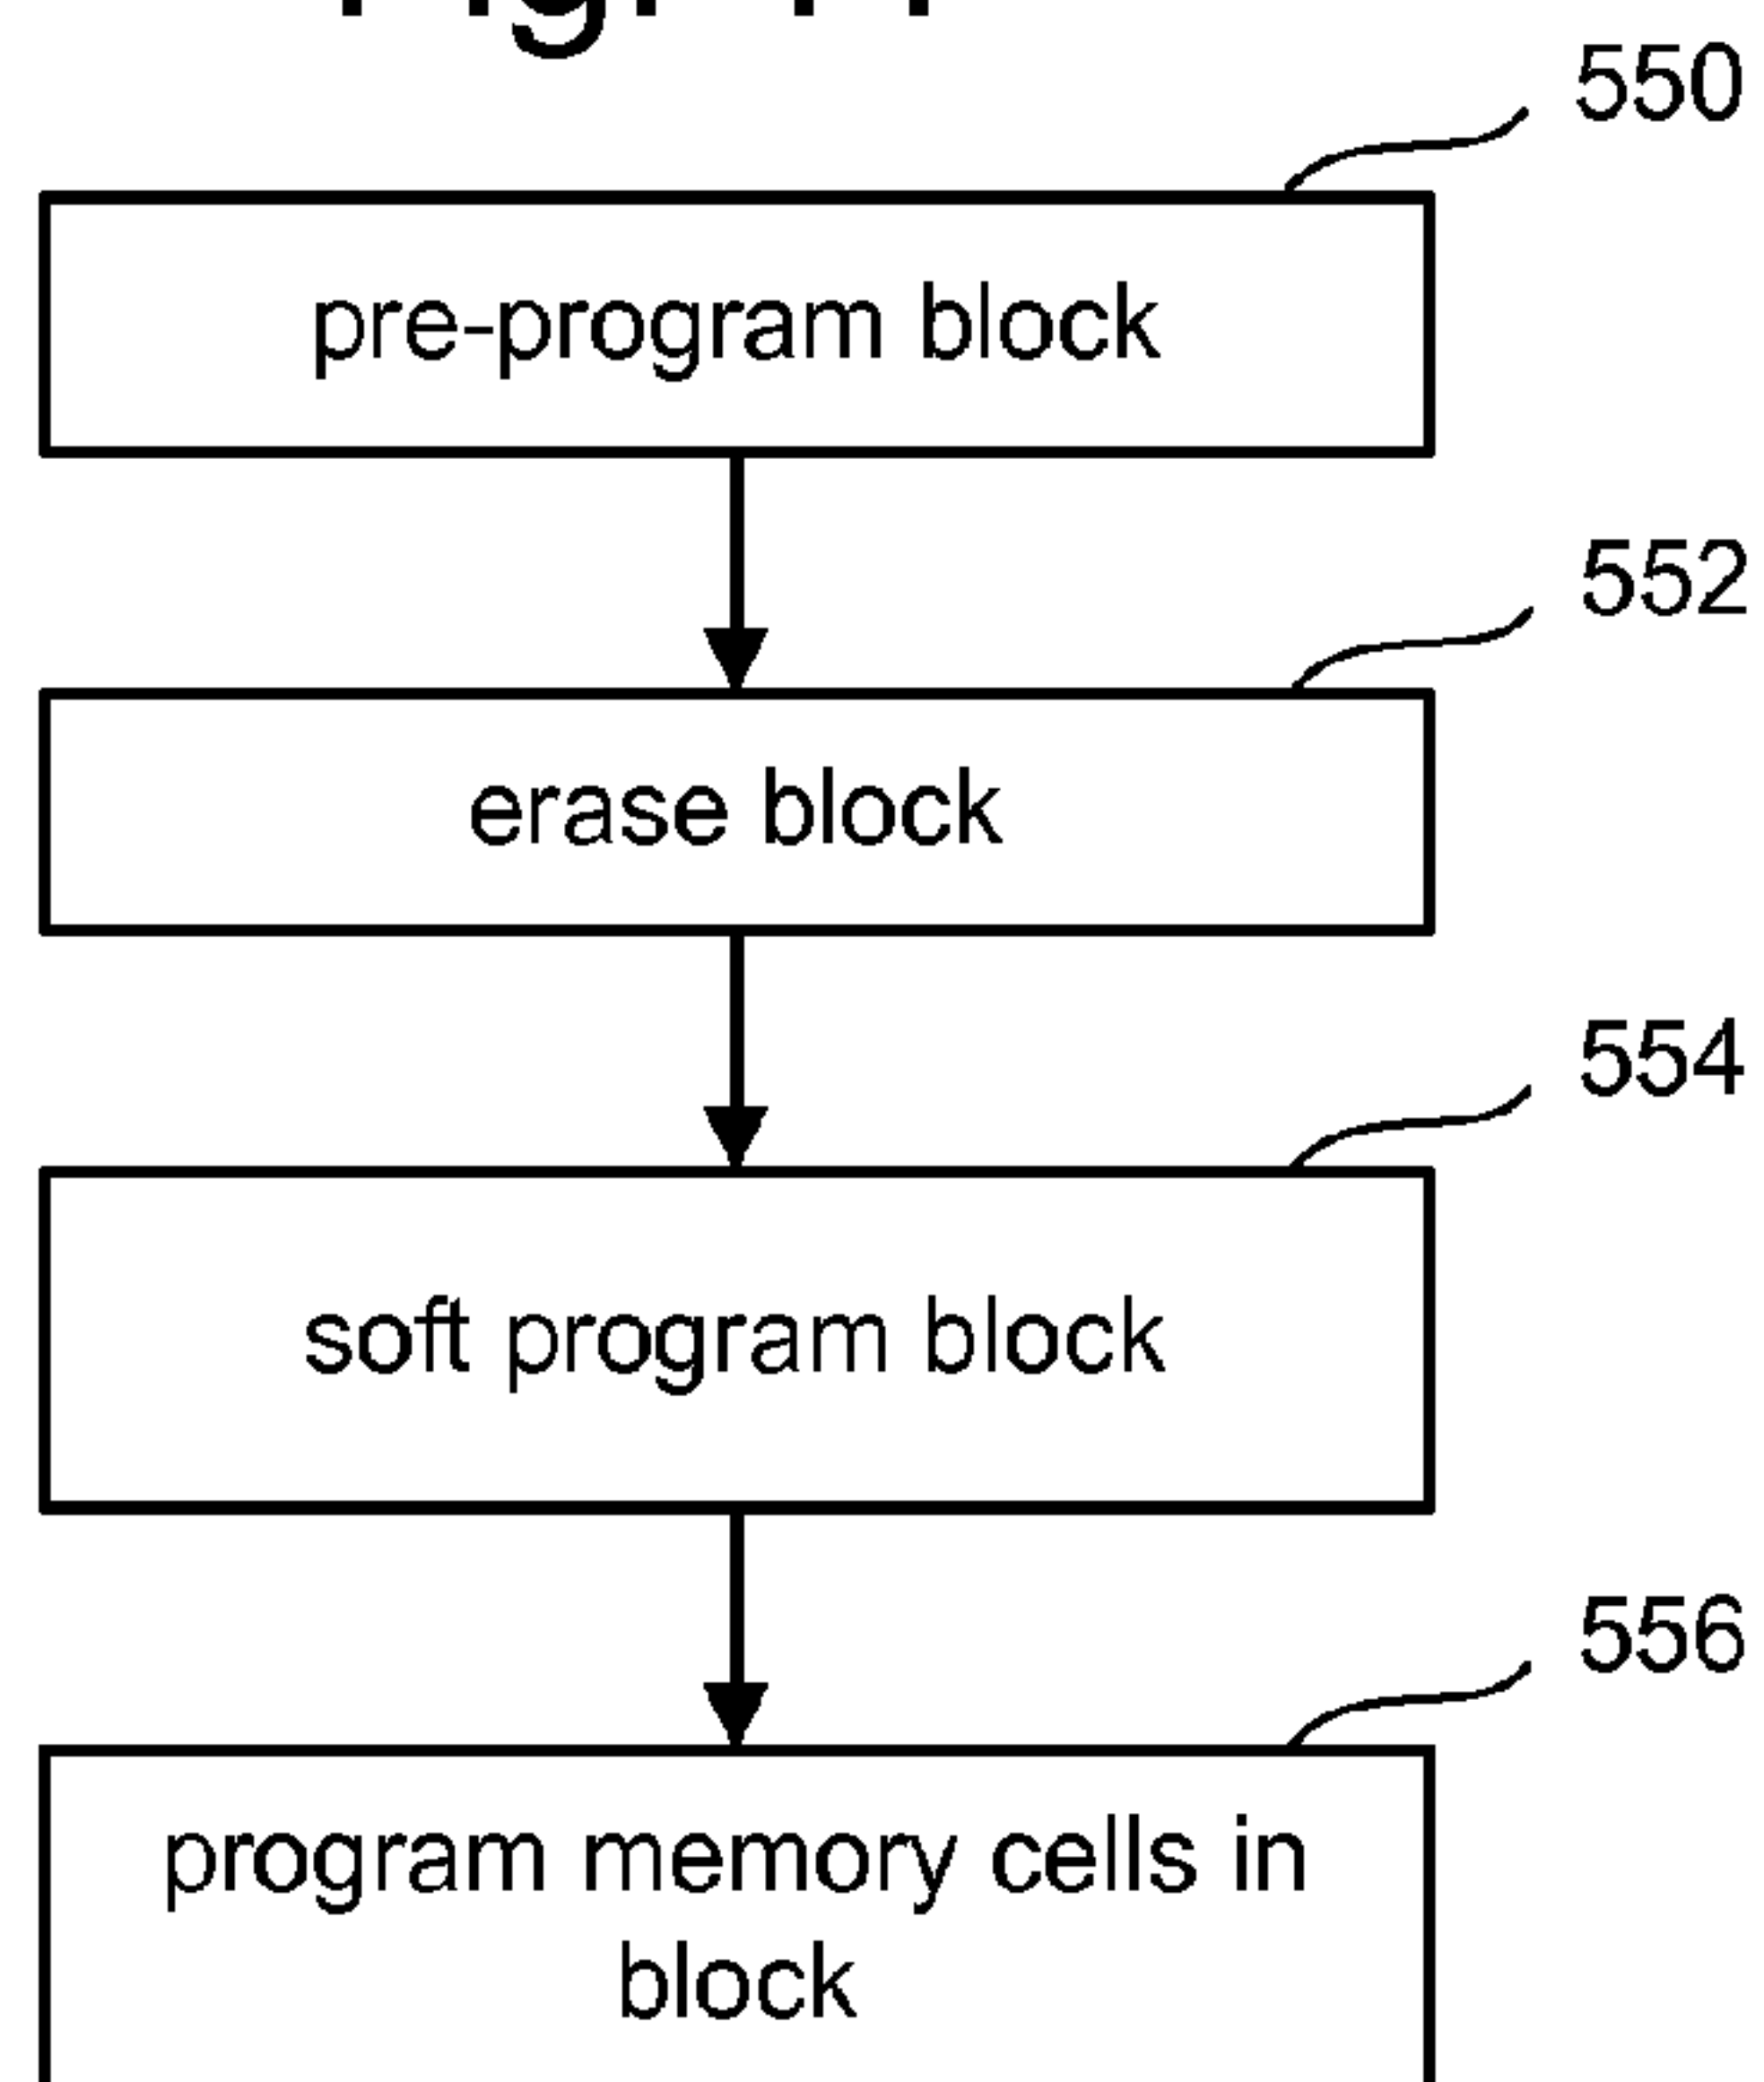 550
pre-program block
552
erase block
554
soft program block
556
program memory cells in
block